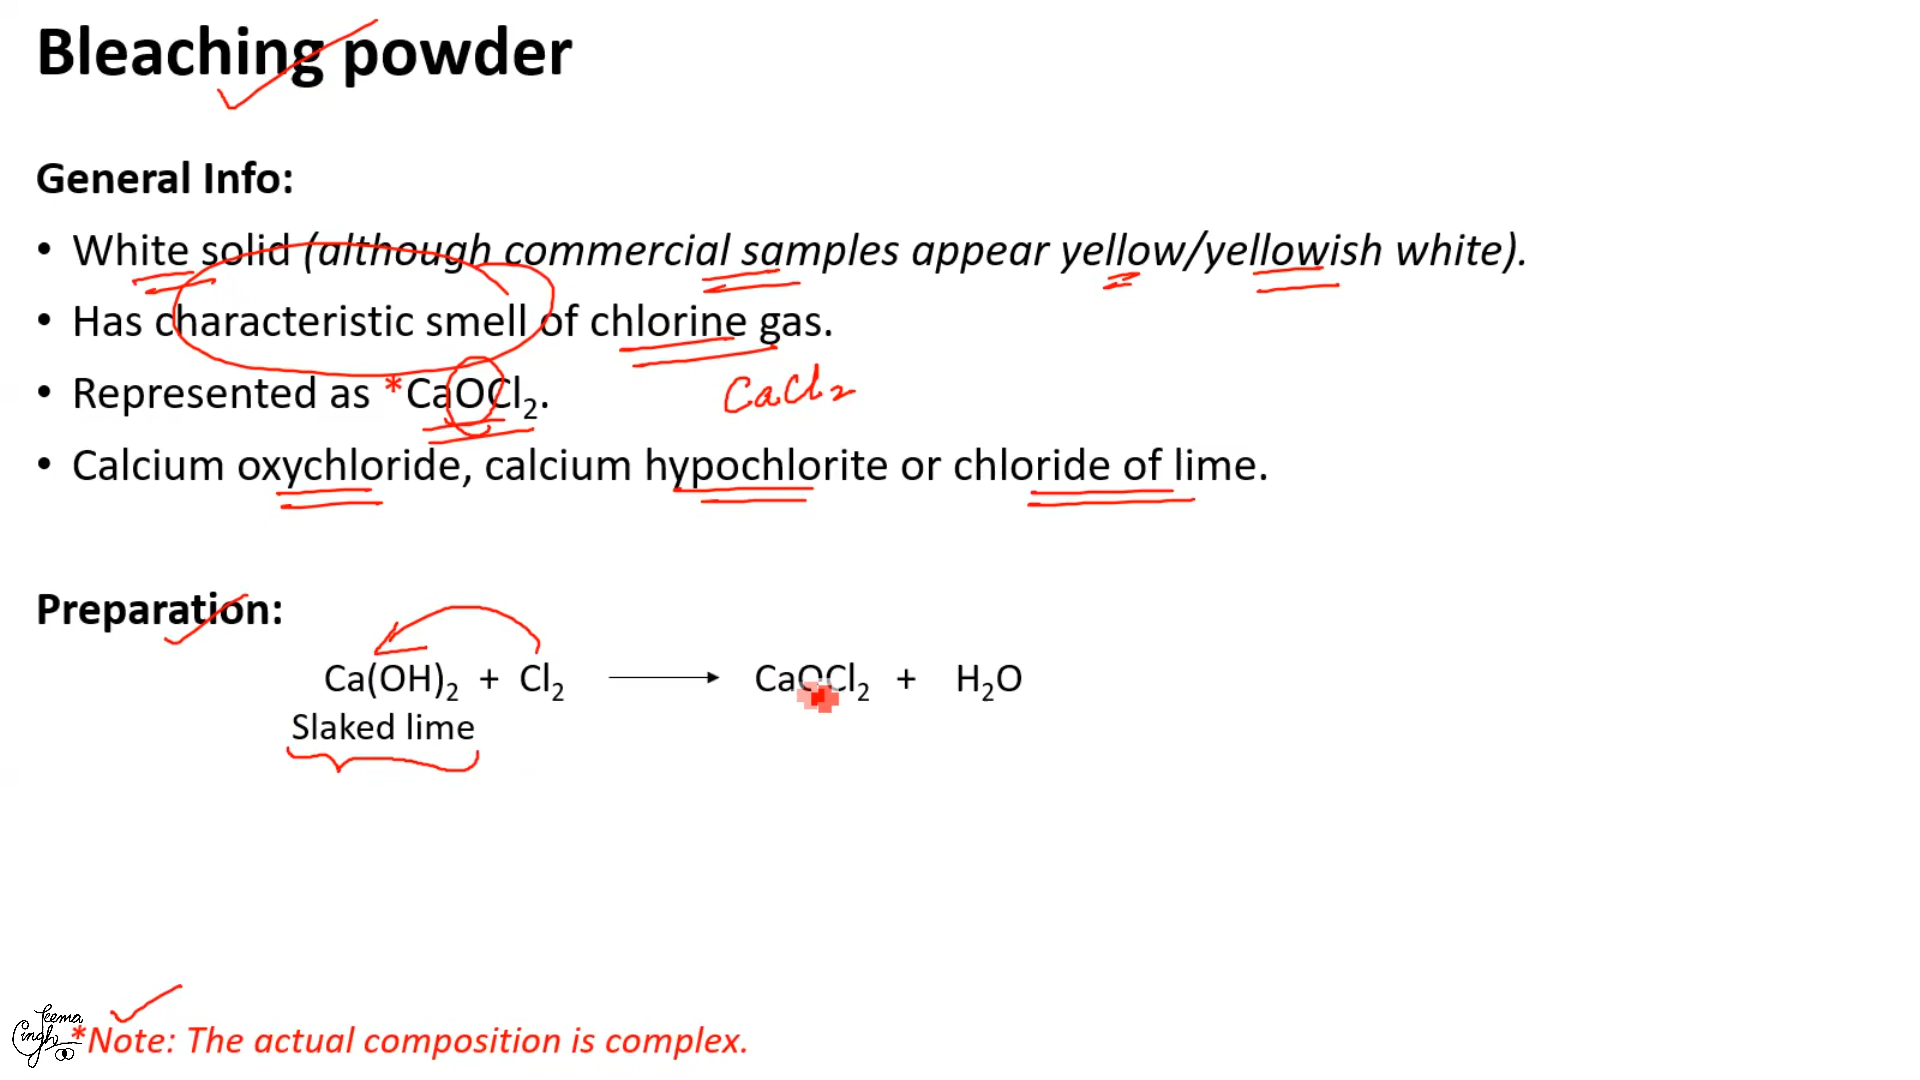 Bleaching powder
General Info:
• White solid (although commercial samples appear yellow/yellowish white).
• Has characteristic smell of chlorine gas.
• Represented as *CaOCl₂. CaCl₂
• Calcium oxychloride, calcium hypochlorite or chloride of lime.
Preparation:
Ca(OH)₂ + Cl₂ ⟶ CaOCl₂ + H₂O
Slaked lime
*Note: The actual composition is complex.